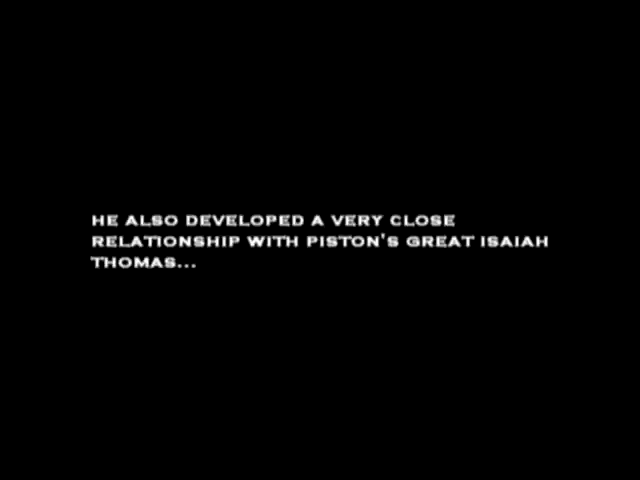 HE ALSO DEVELOPED A VERY CLOSE
RELATIONSHIP WITH PISTON'S GREAT ISAIAH
THOMAS...